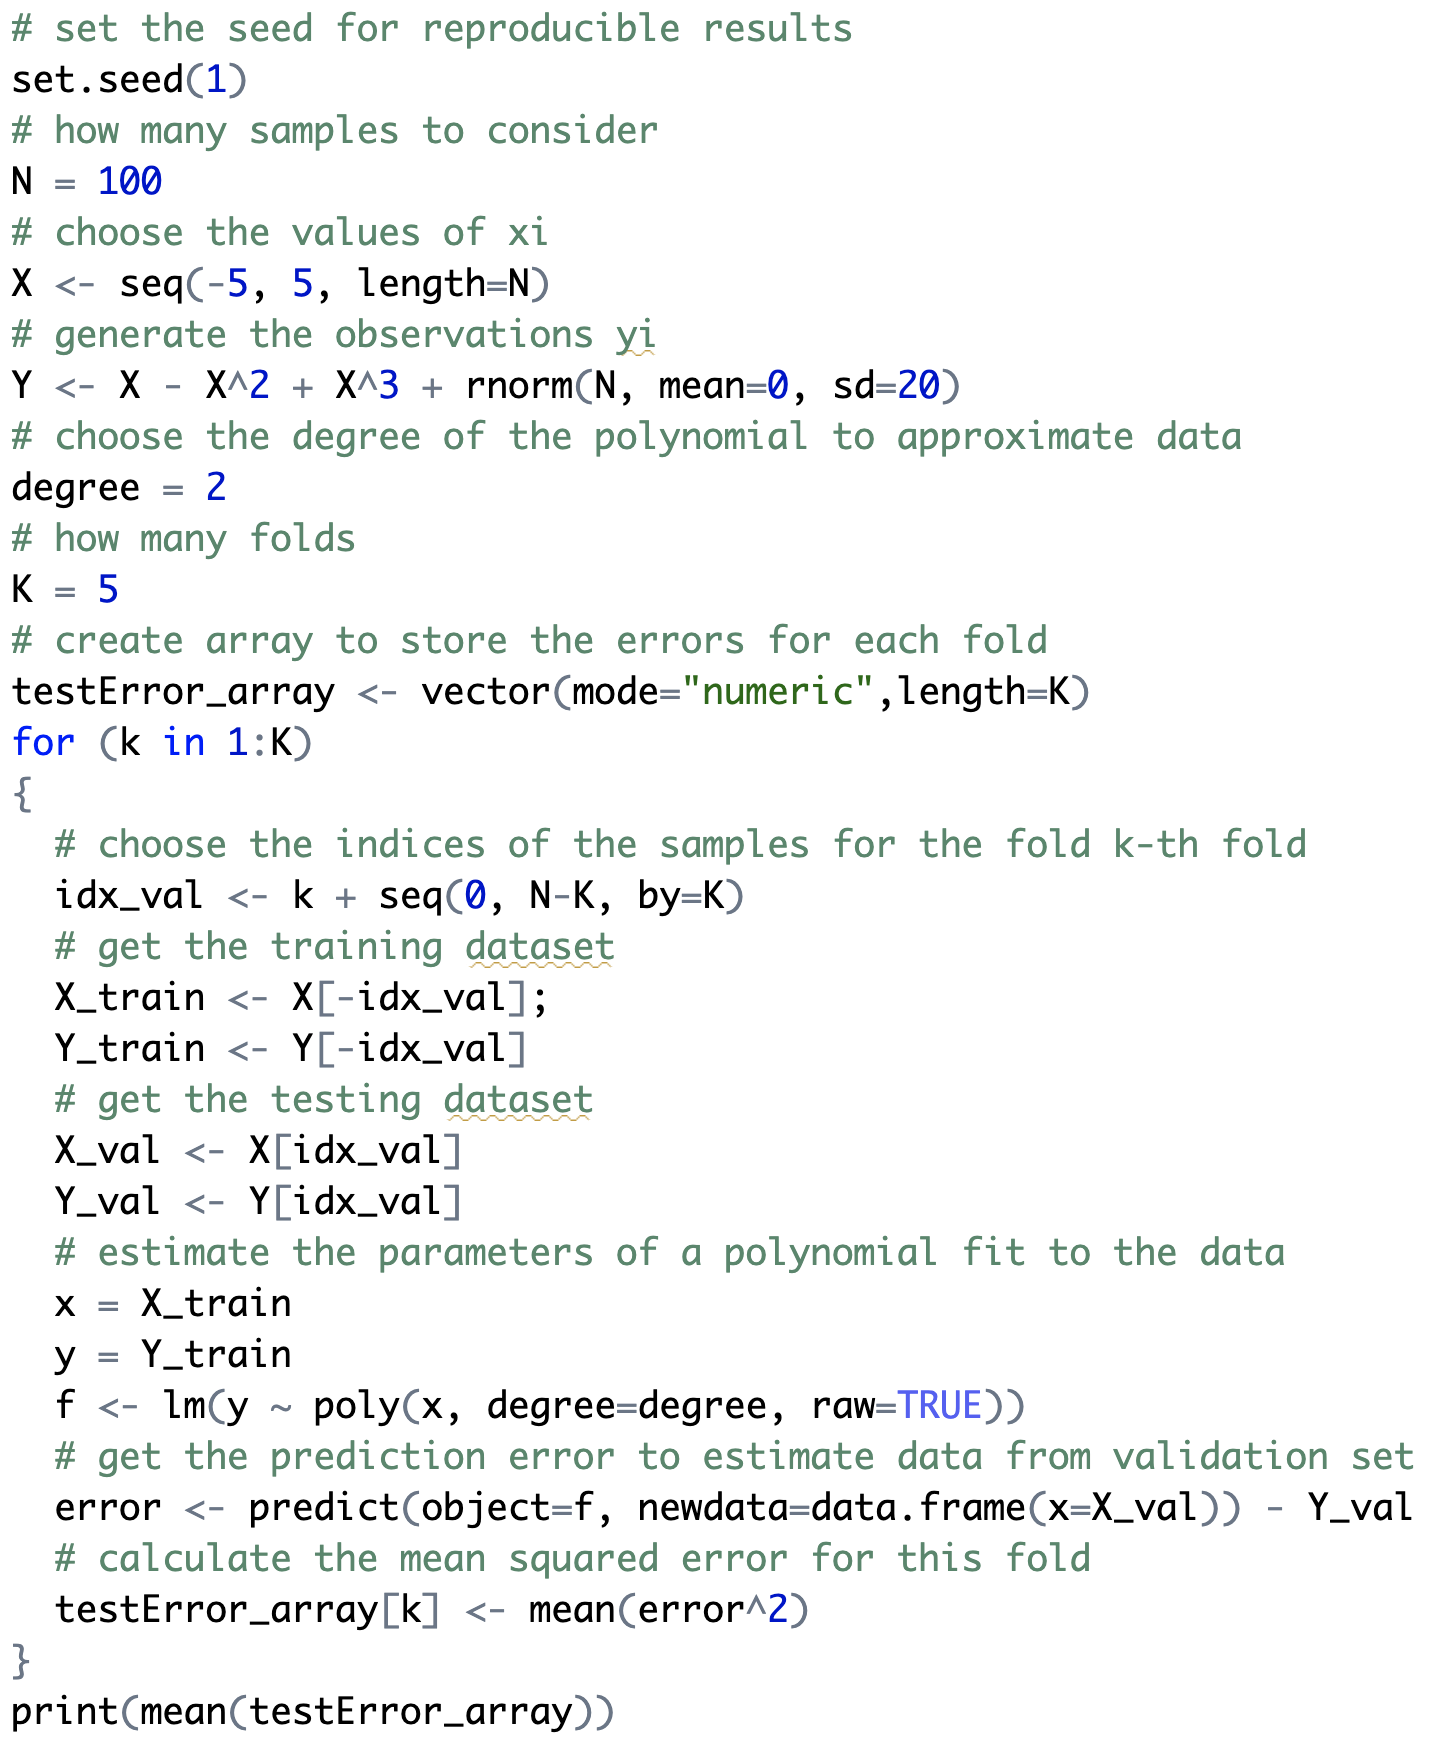 # set the seed for reproducible results
set.seed(1)
# how many samples to consider
N = 100
# choose the values of xi
X <- seq(-5, 5, length=N)
# generate the observations yi
Y <- X - X^2 + X^3 + rnorm(N, mean=0, sd=20)
# choose the degree of the polynomial to approximate data
degree = 2
# how many folds
K = 5
# create array to store the errors for each fold
testError_array <- vector(mode="numeric",length=K)
for (k in 1:K)
{
  # choose the indices of the samples for the fold k-th fold
  idx_val <- k + seq(0, N-K, by=K)
  # get the training dataset
  X_train <- X[-idx_val];
  Y_train <- Y[-idx_val]
  # get the testing dataset
  X_val <- X[idx_val]
  Y_val <- Y[idx_val]
  # estimate the parameters of a polynomial fit to the data
  x = X_train
  y = Y_train
  f <- lm(y ~ poly(x, degree=degree, raw=TRUE))
  # get the prediction error to estimate data from validation set
  error <- predict(object=f, newdata=data.frame(x=X_val)) - Y_val
  # calculate the mean squared error for this fold
  testError_array[k] <- mean(error^2)
}
print(mean(testError_array))